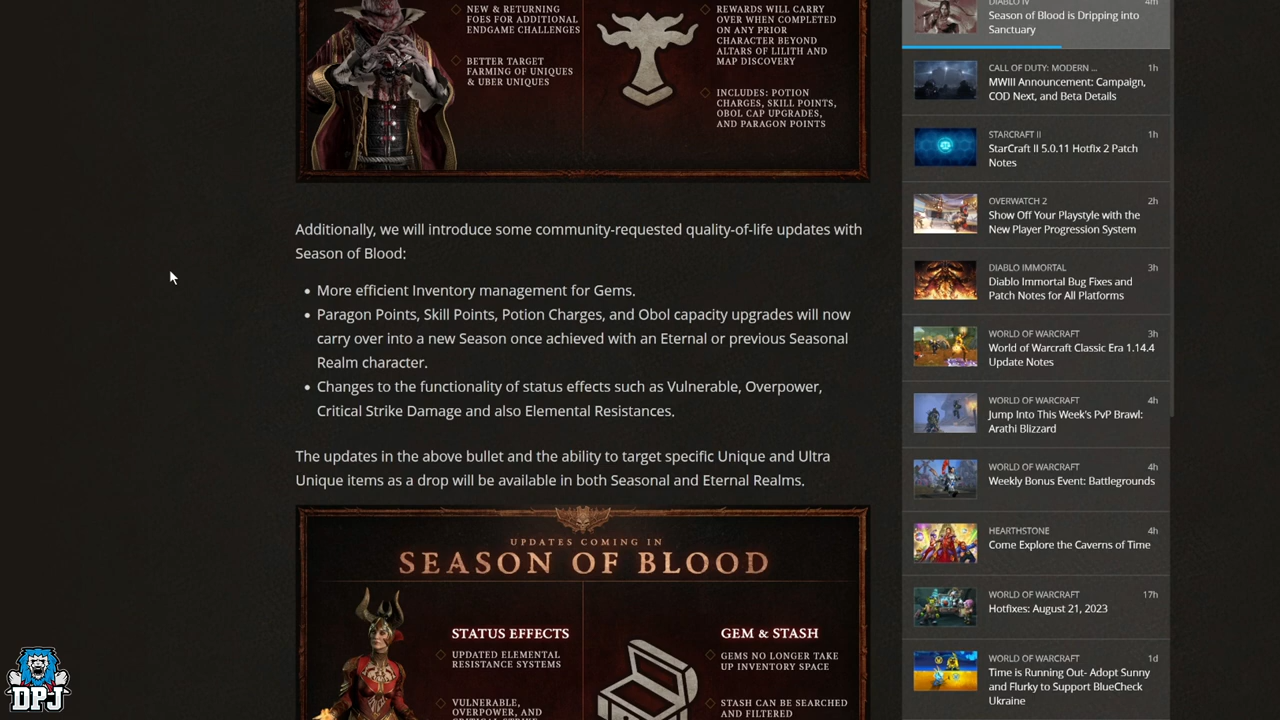 NEW & RETURNING
FOES FOR ADDITIONAL
ENDGAME CHALLENGES
BETTER TARGET
FARMING OF UNIQUES
& UBER UNIQUES
REWARDS WILL CARRY
OVER WHEN COMPLETED
ON ANY PRIOR
CHARACTER BEYOND
ALTARS OF LILITH AND
MAP DISCOVERY
INCLUDES: POTION
CHARGES, SKILL POINTS,
OBOL CAP UPGRADES,
AND PARAGON POINTS
Additionally, we will introduce some community-requested quality-of-life updates with
Season of Blood:
More efficient Inventory management for Gems.
Paragon Points, Skill Points, Potion Charges, and Obol capacity upgrades will now
carry over into a new Season once achieved with an Eternal or previous Seasonal
Realm character.
Changes to the functionality of status effects such as Vulnerable, Overpower,
Critical Strike Damage and also Elemental Resistances.
The updates in the above bullet and the ability to target specific Unique and Ultra
Unique items as a drop will be available in both Seasonal and Eternal Realms.
UPDATES COMING IN
SEASON OF BLOOD
STATUS EFFECTS
UPDATED ELEMENTAL
RESISTANCE SYSTEMS
VULNERABLE,
OVERPOWER, AND
CRITICAL STRIKE
GEM & STASH
GEMS NO LONGER TAKE
UP INVENTORY SPACE
STASH CAN BE SEARCHED
AND FILTERED
DIABLO IV 4m
Season of Blood is Dripping into
Sanctuary
CALL OF DUTY: MODERN ... 1h
MWIII Announcement: Campaign,
COD Next, and Beta Details
STARCRAFT II 1h
StarCraft II 5.0.11 Hotfix 2 Patch
Notes
OVERWATCH 2 2h
Show Off Your Playstyle with the
New Player Progression System
DIABLO IMMORTAL 3h
Diablo Immortal Bug Fixes and
Patch Notes for All Platforms
WORLD OF WARCRAFT 3h
World of Warcraft Classic Era 1.14.4
Update Notes
WORLD OF WARCRAFT 4h
Jump Into This Week's PvP Brawl:
Arathi Blizzard
WORLD OF WARCRAFT 4h
Weekly Bonus Event: Battlegrounds
HEARTHSTONE 4h
Come Explore the Caverns of Time
WORLD OF WARCRAFT 17h
Hotfixes: August 21, 2023
WORLD OF WARCRAFT 1d
Time is Running Out- Adopt Sunny
and Flurky to Support BlueCheck
Ukraine
DPJ